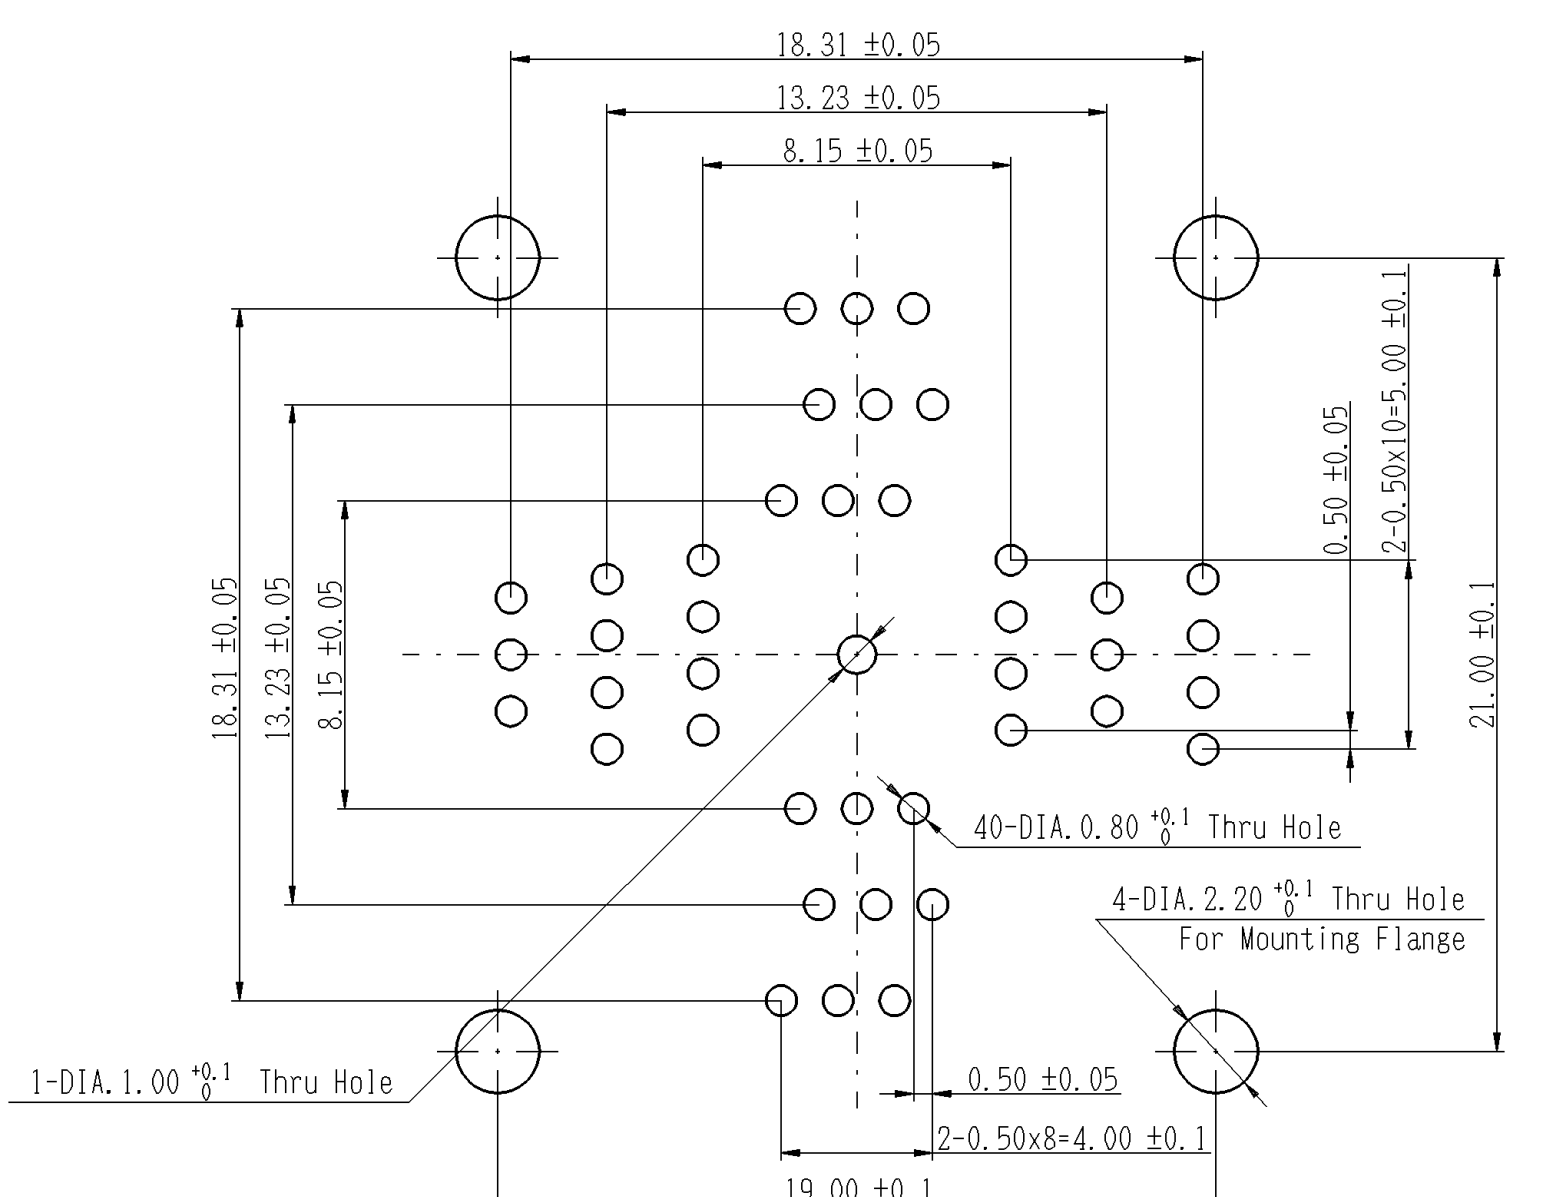 18.31 ±0.05
13.23 ±0.05
8.15 ±0.05
2-0.50x10=5.00 ±0.1
0.50 ±0.05
21.00 ±0.1
18.31 ±0.05
13.23 ±0.05
8.15 ±0.05
40-DIA.0.80 +0.1 0 Thru Hole
4-DIA.2.20 +0.1 0 Thru Hole
For Mounting Flange
1-DIA.1.00 +0.1 0 Thru Hole
0.50 ±0.05
2-0.50x8=4.00 ±0.1
19.00 ±0.1